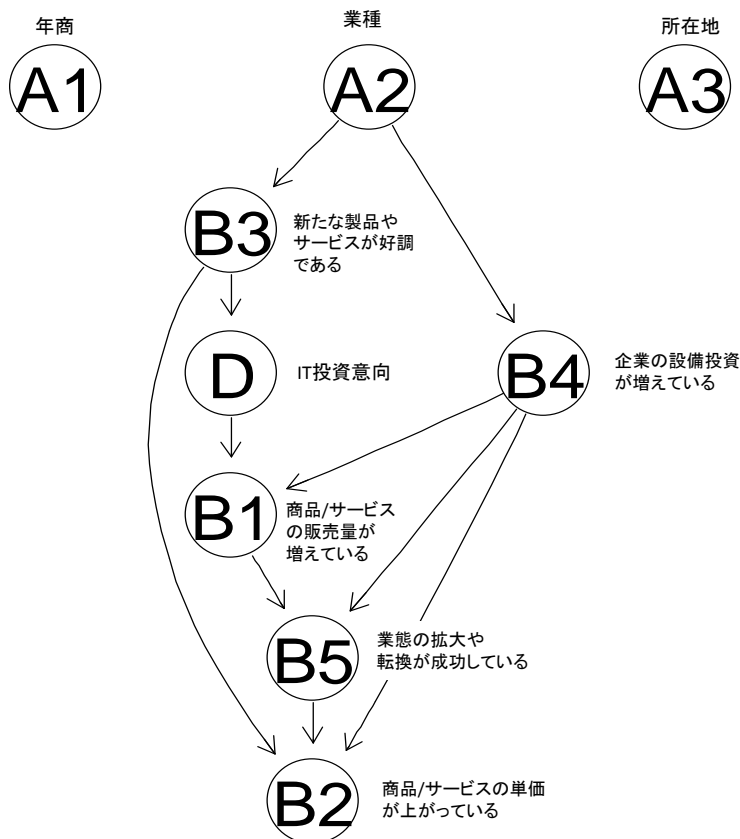 年商
業種
所在地
A1
A2
A3
B3
新たな製品や
サービスが好調
である
D
IT投資意向
B4
企業の設備投資
が増えている
B1
商品/サービス
の販売量が
増えている
B5
業態の拡大や
転換が成功している
B2
商品/サービスの単価
が上がっている